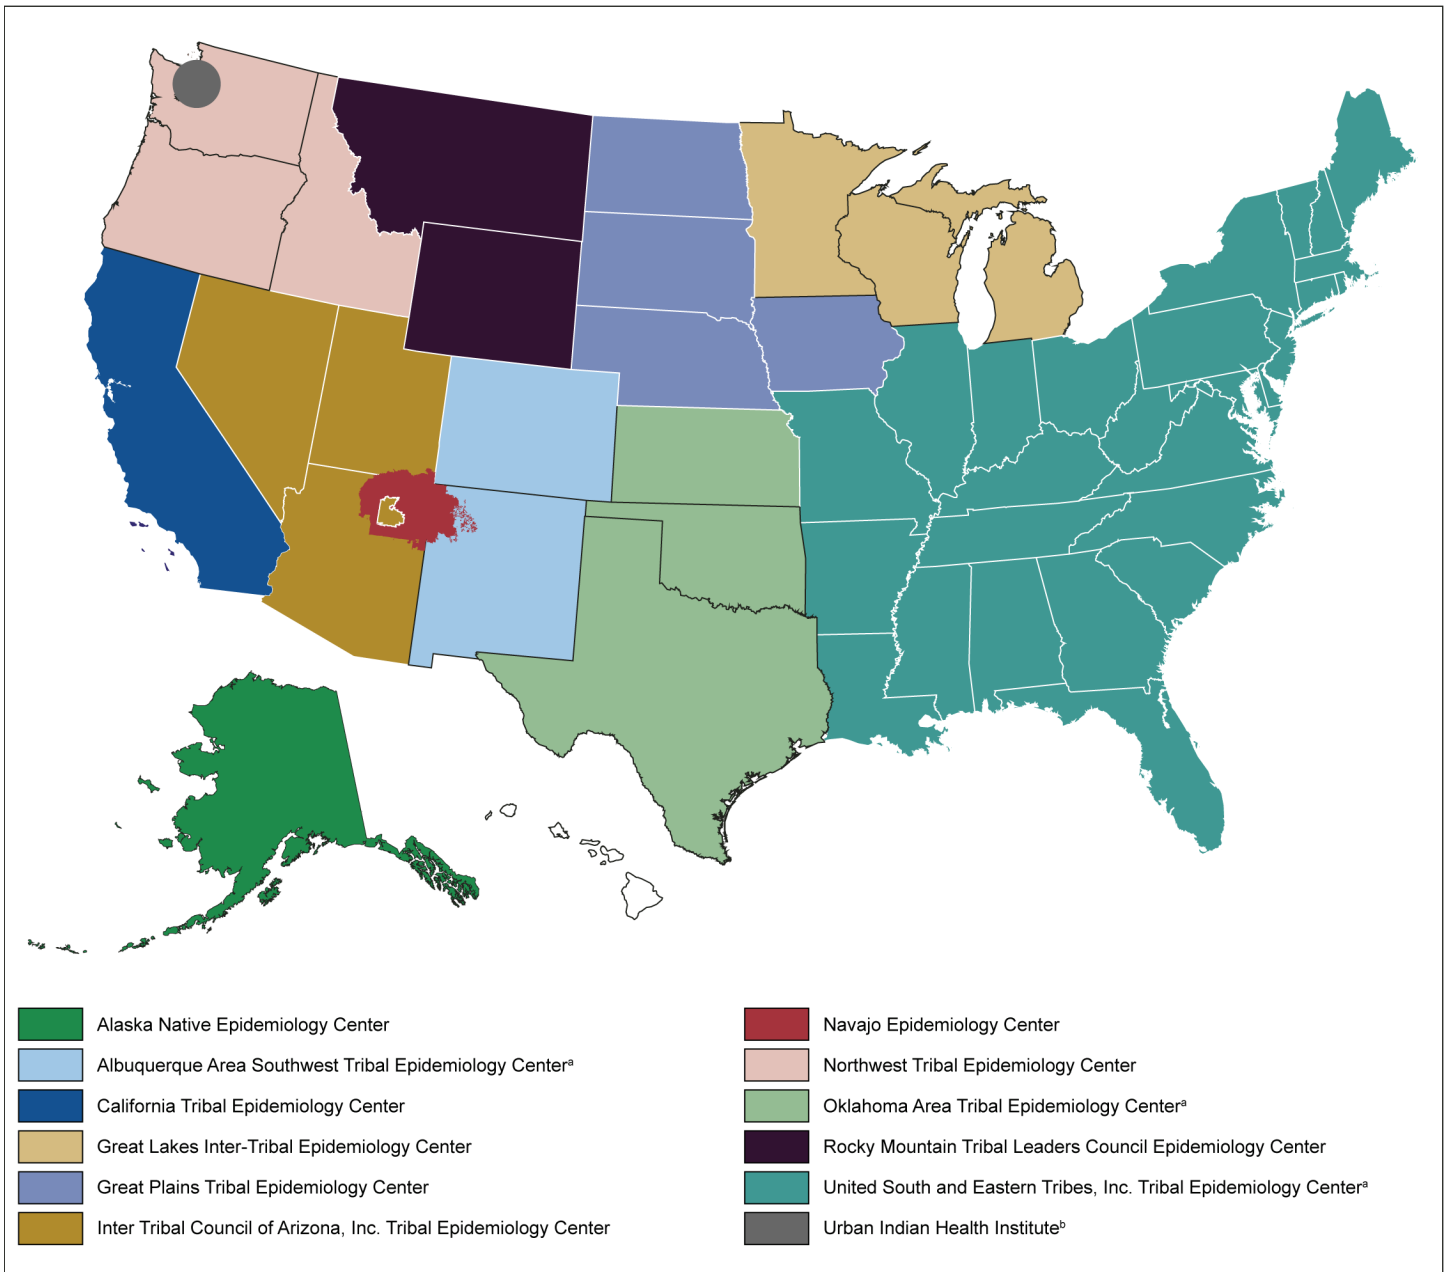 Alaska Native Epidemiology Center
Albuquerque Area Southwest Tribal Epidemiology Centerᵃ
California Tribal Epidemiology Center
Great Lakes Inter-Tribal Epidemiology Center
Great Plains Tribal Epidemiology Center
Inter Tribal Council of Arizona, Inc. Tribal Epidemiology Center
Navajo Epidemiology Center
Northwest Tribal Epidemiology Center
Oklahoma Area Tribal Epidemiology Centerᵃ
Rocky Mountain Tribal Leaders Council Epidemiology Center
United South and Eastern Tribes, Inc. Tribal Epidemiology Centerᵃ
Urban Indian Health Instituteᵇ